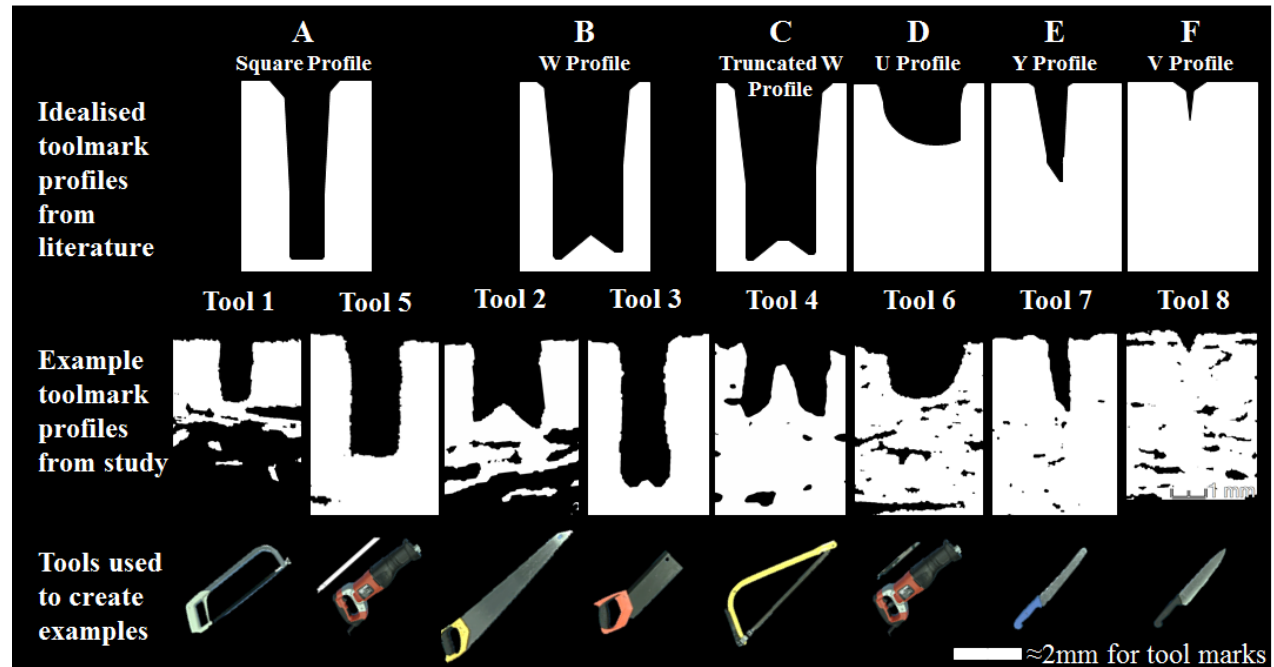 A
B
C
D
E
F
Square Profile
W Profile
Truncated W
Profile
U Profile
Y Profile
V Profile
Idealised
toolmark
profiles
from
literature
Tool 1
Tool 5
Tool 2
Tool 3
Tool 4
Tool 6
Tool 7
Tool 8
Example
toolmark
profiles
from study
1 mm
Tools used
to create
examples
≈2mm for tool marks